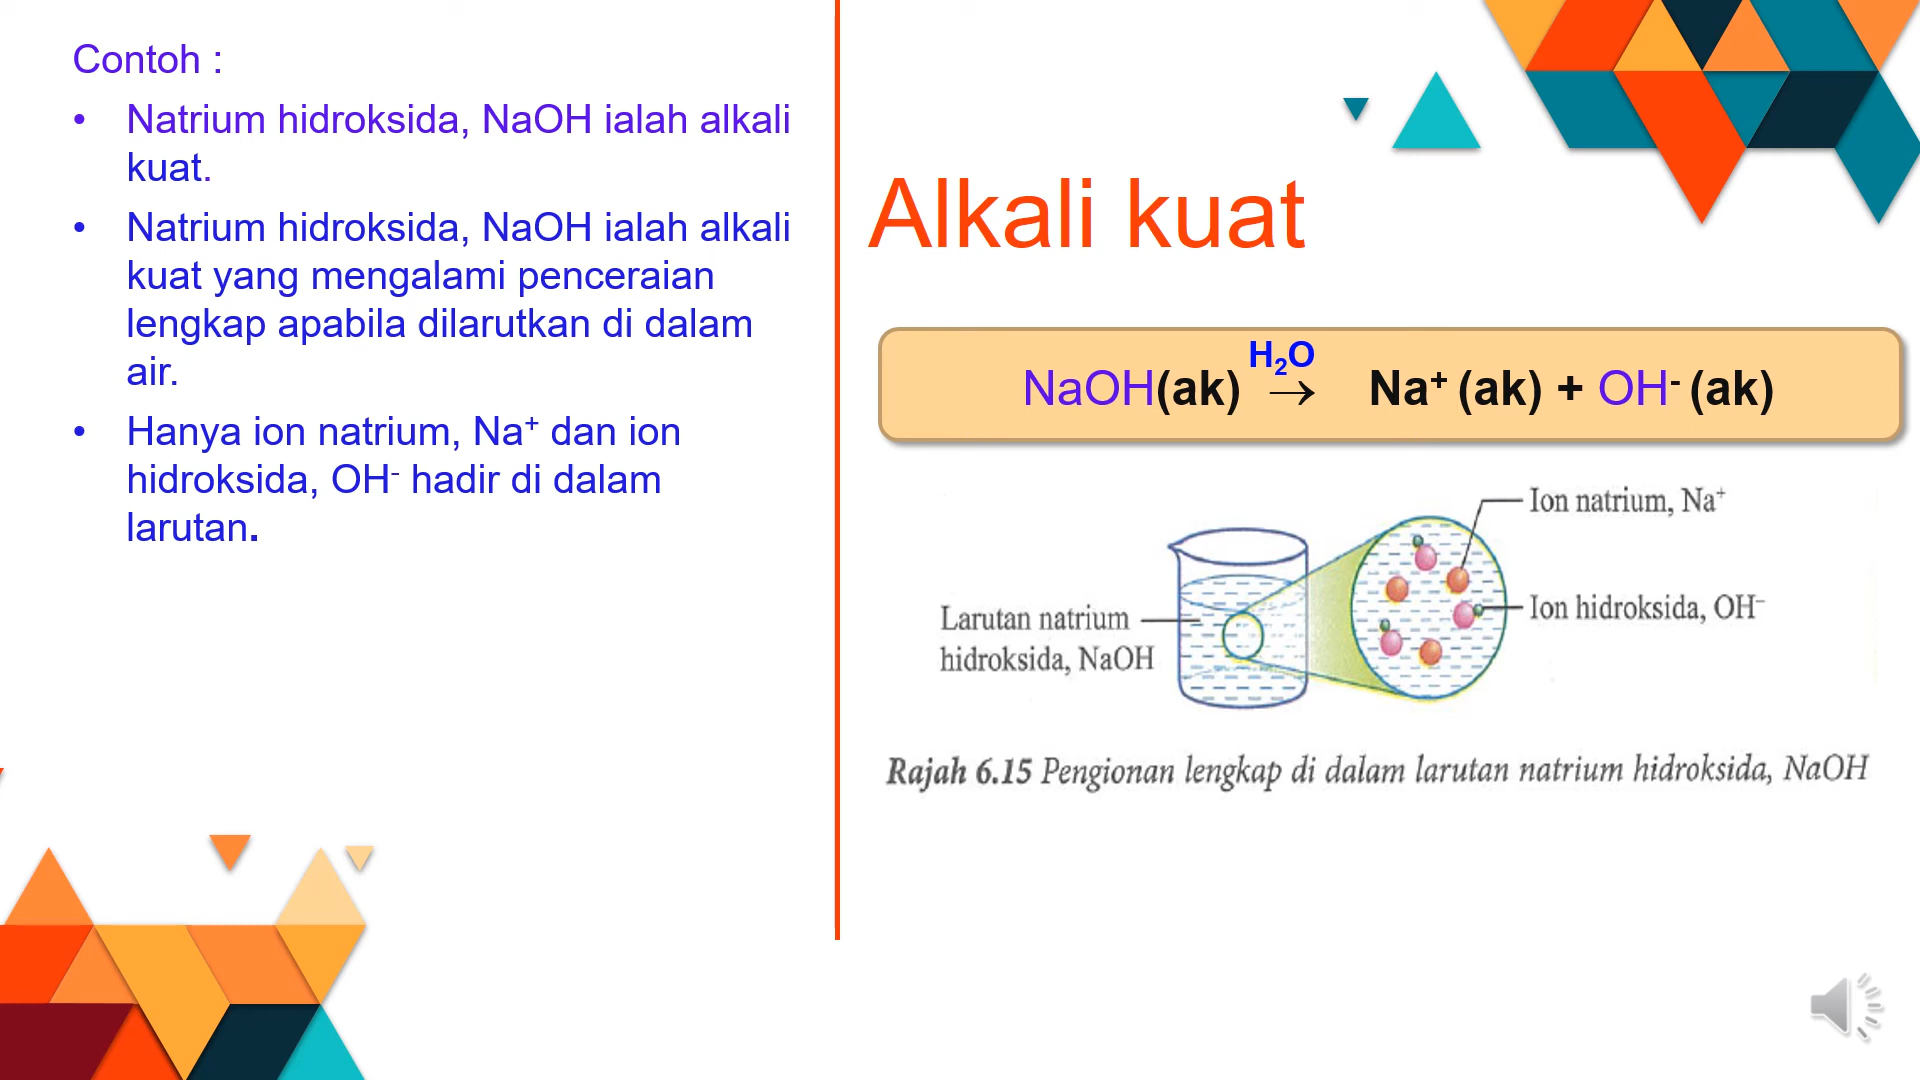 Contoh :
• Natrium hidroksida, NaOH ialah alkali
kuat.
• Natrium hidroksida, NaOH ialah alkali
kuat yang mengalami penceraian
lengkap apabila dilarutkan di dalam
air.
• Hanya ion natrium, Na⁺ dan ion
hidroksida, OH⁻ hadir di dalam
larutan.
Alkali kuat
H₂O
NaOH(ak) → Na⁺ (ak) + OH⁻ (ak)
Ion natrium, Na⁺
Ion hidroksida, OH⁻
Larutan natrium
hidroksida, NaOH
Rajah 6.15 Pengionan lengkap di dalam larutan natrium hidroksida, NaOH